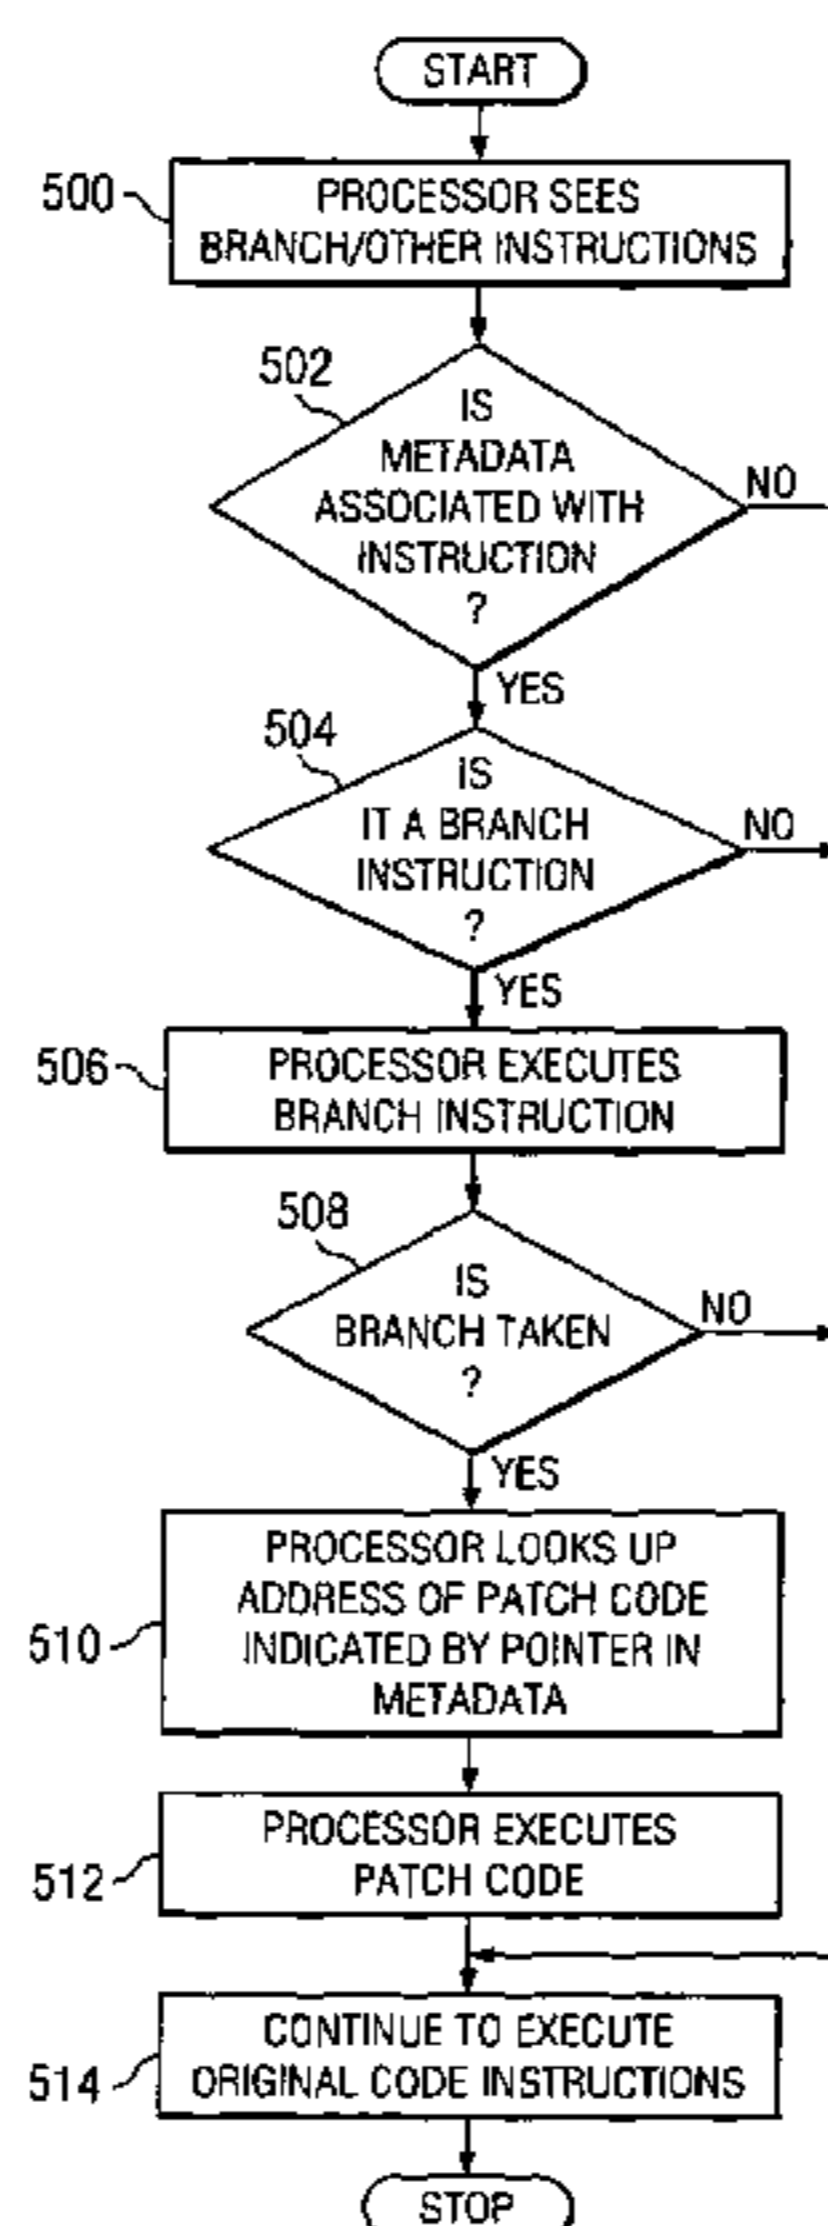 START
500
PROCESSOR SEES
BRANCH/OTHER INSTRUCTIONS
502
IS
METADATA
ASSOCIATED WITH
INSTRUCTION
?
NO
YES
504
IS
IT A BRANCH
INSTRUCTION
?
NO
YES
506
PROCESSOR EXECUTES
BRANCH INSTRUCTION
508
IS
BRANCH TAKEN
?
NO
YES
510
PROCESSOR LOOKS UP
ADDRESS OF PATCH CODE
INDICATED BY POINTER IN
METADATA
512
PROCESSOR EXECUTES
PATCH CODE
514
CONTINUE TO EXECUTE
ORIGINAL CODE INSTRUCTIONS
STOP